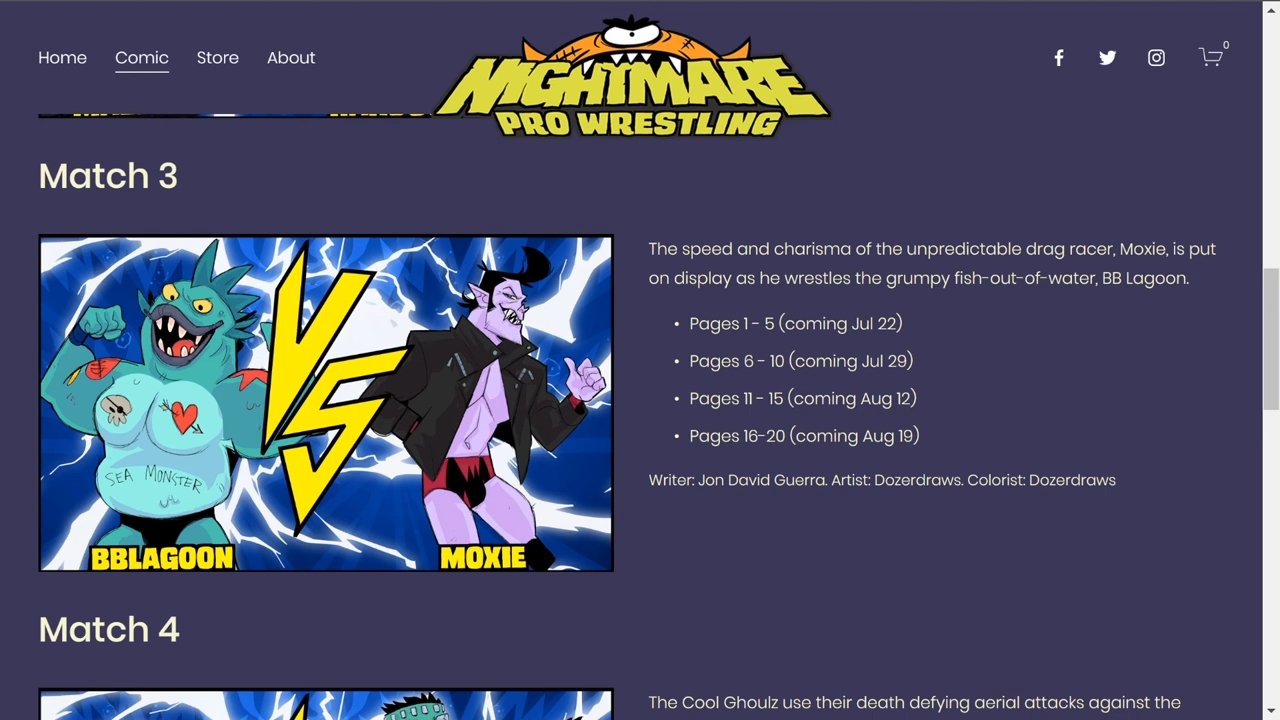 Home Comic Store About
NIGHTMARE
PRO WRESTLING
0
Match 3
The speed and charisma of the unpredictable drag racer, Moxie, is put
on display as he wrestles the grumpy fish-out-of-water, BB Lagoon.
• Pages 1 - 5 (coming Jul 22)
• Pages 6 - 10 (coming Jul 29)
• Pages 11 - 15 (coming Aug 12)
• Pages 16-20 (coming Aug 19)
Writer: Jon David Guerra. Artist: Dozerdraws. Colorist: Dozerdraws
VS
SEA MONSTER
BBLAGOON
MOXIE
Match 4
The Cool Ghoulz use their death defying aerial attacks against the